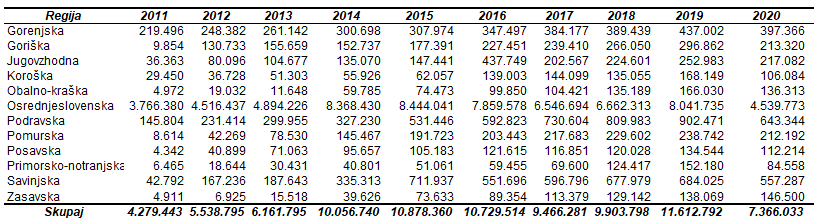 Regija 2011 2012 2013 2014 2015 2016 2017 2018 2019 2020
Gorenjska 219.496 248.382 261.142 300.698 307.974 347.497 384.177 389.439 437.002 397.366
Goriška 9.854 130.733 155.659 152.737 177.391 227.451 239.410 266.050 296.862 213.320
Jugovzhodna 36.363 80.096 104.677 135.070 147.441 437.749 202.567 224.601 252.983 217.082
Koroška 29.450 36.728 51.303 55.926 62.057 139.003 144.099 135.055 168.149 106.084
Obalno-kraška 4.972 19.032 11.648 59.785 74.473 99.850 104.421 135.189 166.030 136.313
Osrednjeslovenska 3.766.380 4.516.437 4.894.226 8.368.430 8.444.041 7.859.578 6.546.694 6.662.313 8.041.735 4.539.773
Podravska 145.804 231.414 299.955 327.230 531.446 592.823 730.604 809.983 902.471 643.344
Pomurska 8.614 42.269 78.530 145.467 191.723 203.443 217.683 229.602 238.742 212.192
Posavska 4.342 40.899 71.063 95.657 105.183 121.615 116.851 120.028 134.544 112.214
Primorsko-notranjska 6.465 18.644 30.431 40.801 51.061 59.455 69.600 124.417 152.180 84.558
Savinjska 42.792 167.236 187.643 335.313 711.937 551.696 596.796 677.979 684.025 557.287
Zasavska 4.911 6.925 15.518 39.626 73.633 89.354 113.379 129.142 138.069 146.500
Skupaj 4.279.443 5.538.795 6.161.795 10.056.740 10.878.360 10.729.514 9.466.281 9.903.798 11.612.792 7.366.033